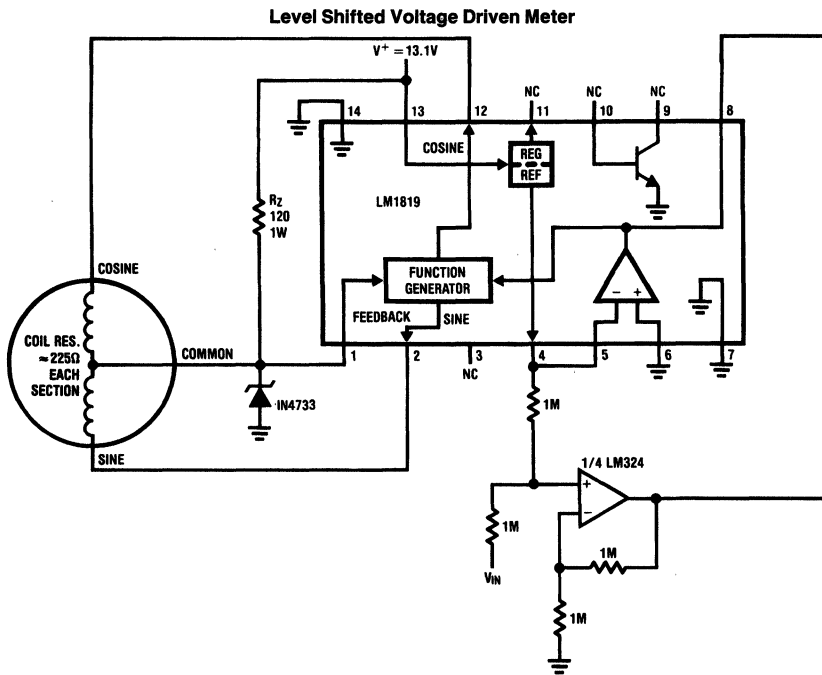 Level Shifted Voltage Driven Meter
V+ = 13.1V
NC NC NC
14 13 12 11 10 9 8
COSINE
REG
REF
LM1819
RZ
120
1W
COSINE
FUNCTION
GENERATOR
FEEDBACK
SINE
COIL RES.
≈225Ω
EACH
SECTION
COMMON
1 2 3 4 5 6 7
NC
IN4733
1M
SINE
1/4 LM324
1M
VIN
1M
1M